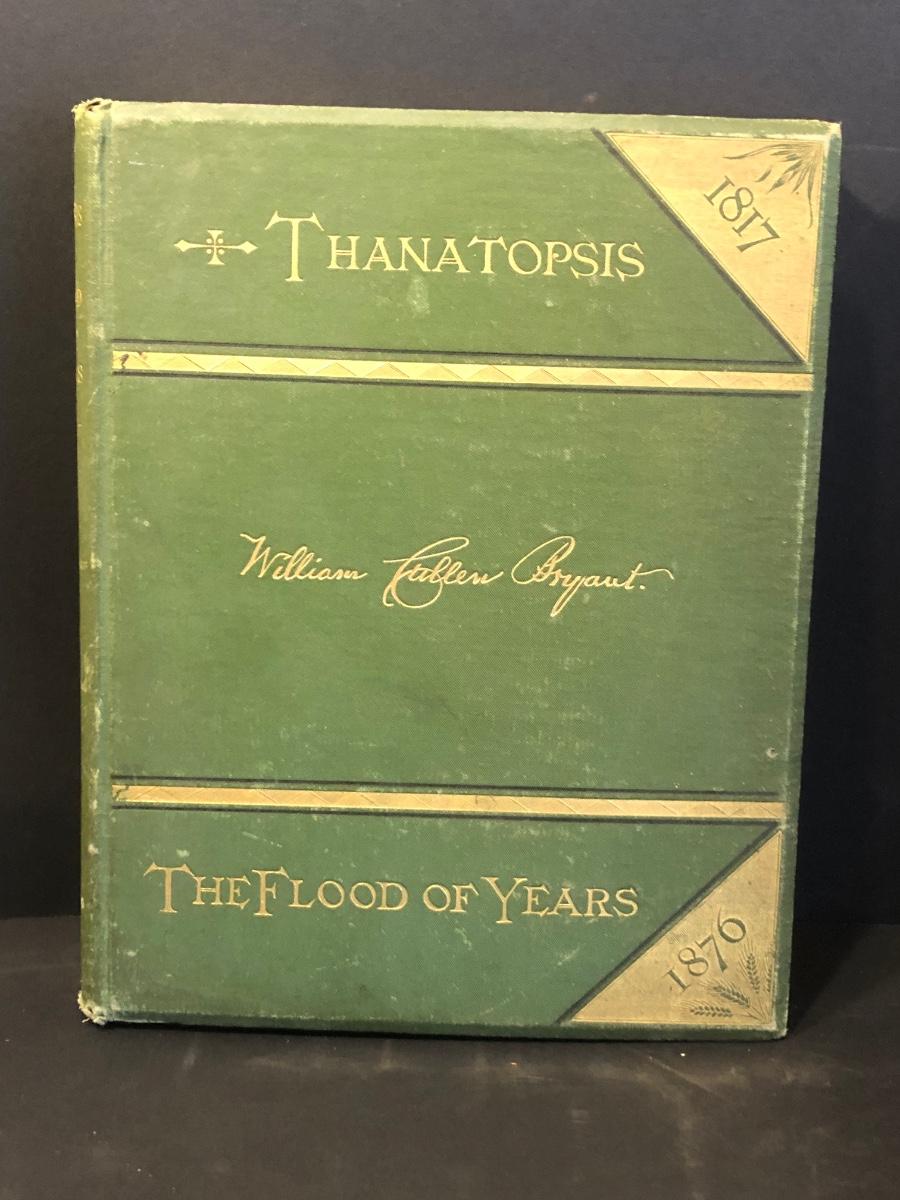 THANATOPSIS
1817
William Cullen Bryant.
THE FLOOD OF YEARS
1876